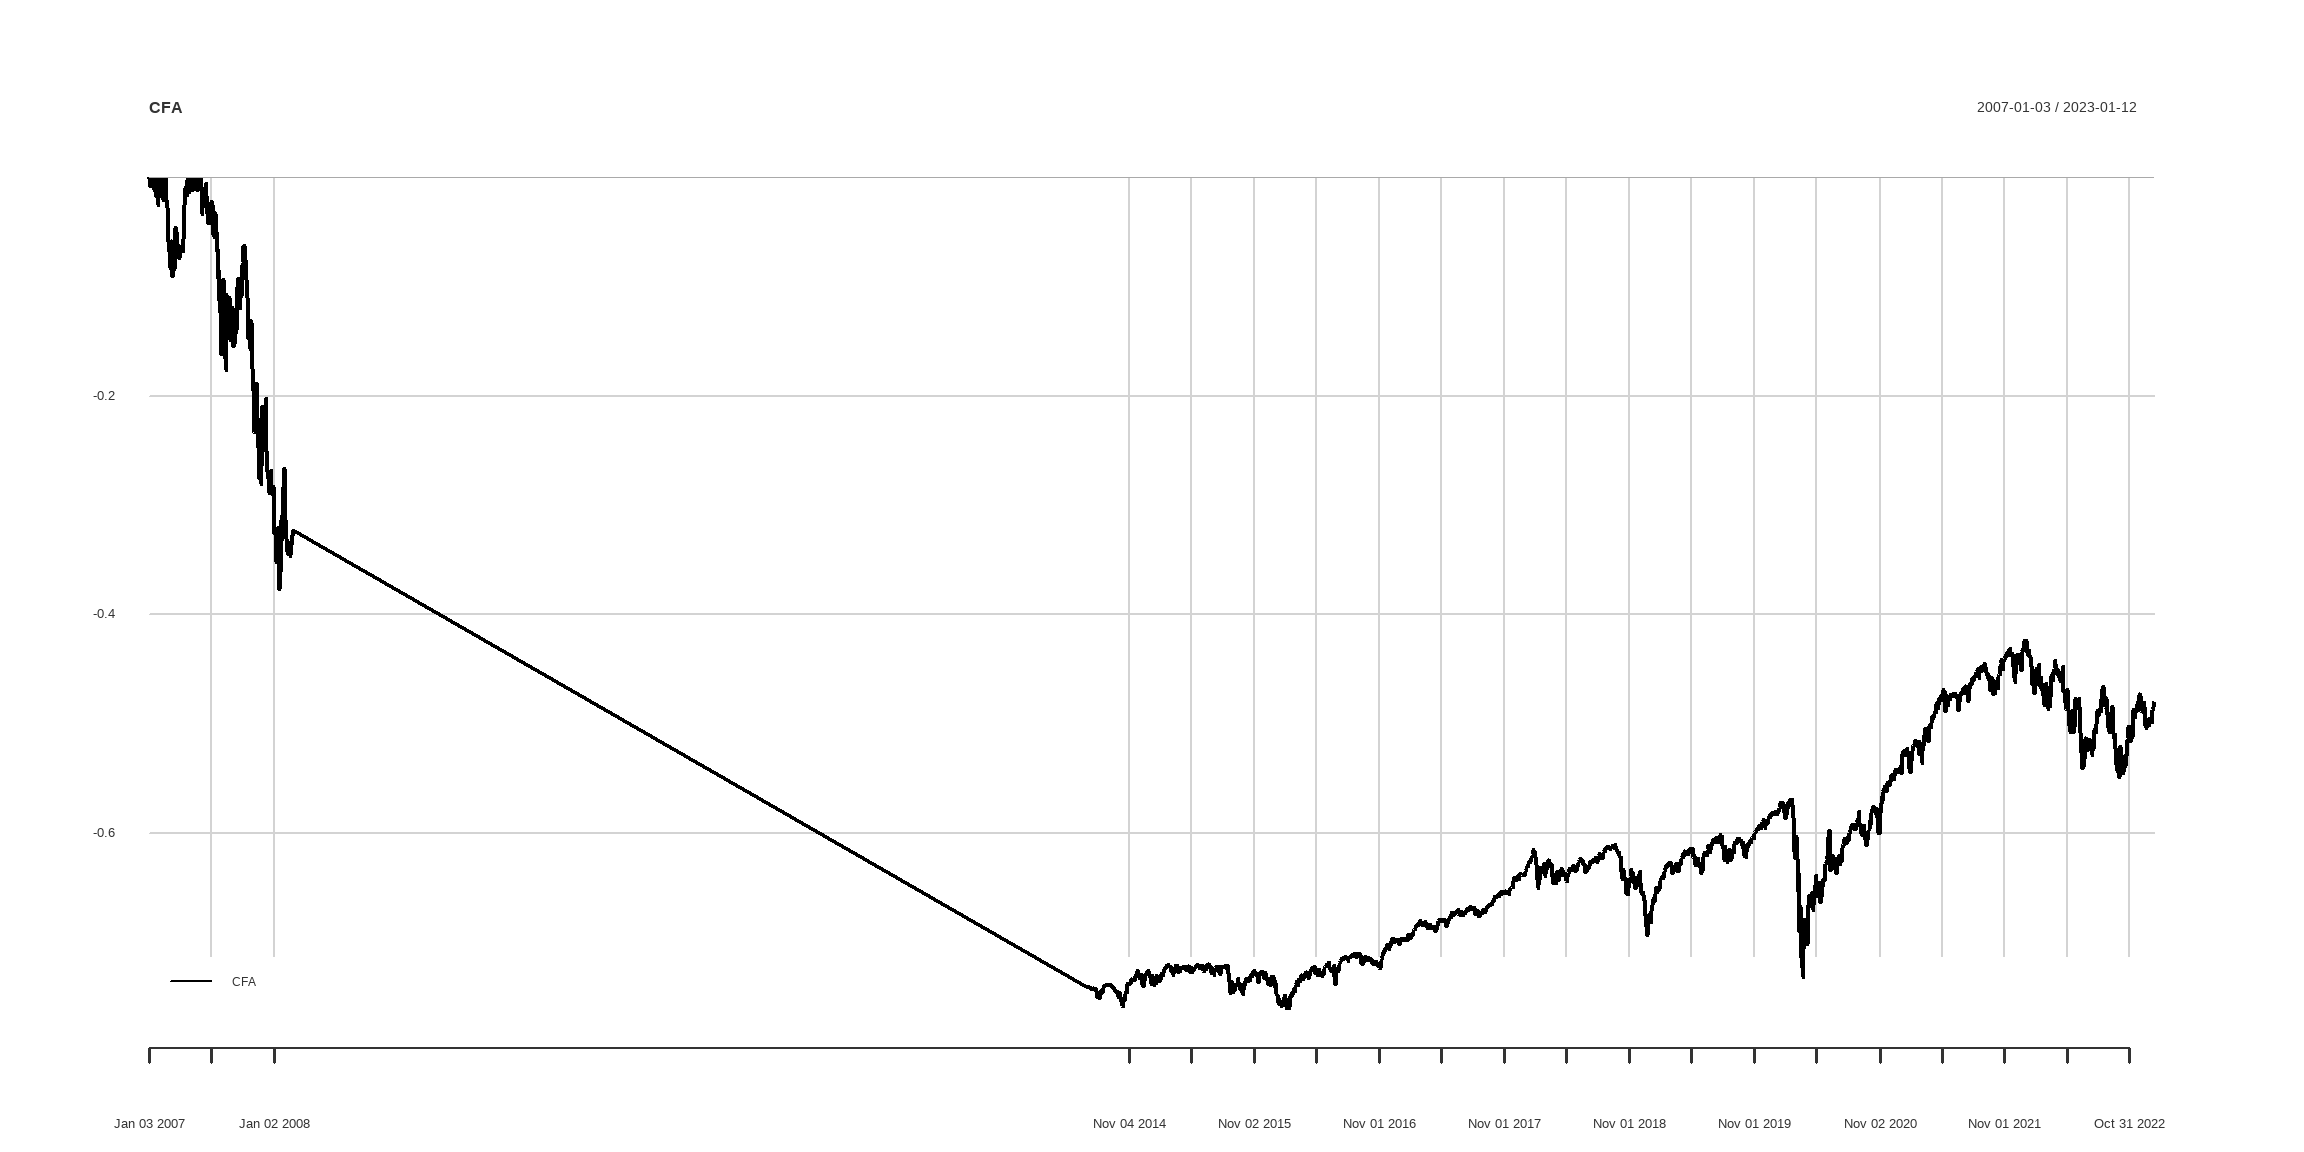 CFA
2007-01-03 / 2023-01-12
-0.2
-0.4
-0.6
CFA
Jan 03 2007
Jan 02 2008
Nov 04 2014
Nov 02 2015
Nov 01 2016
Nov 01 2017
Nov 01 2018
Nov 01 2019
Nov 02 2020
Nov 01 2021
Oct 31 2022